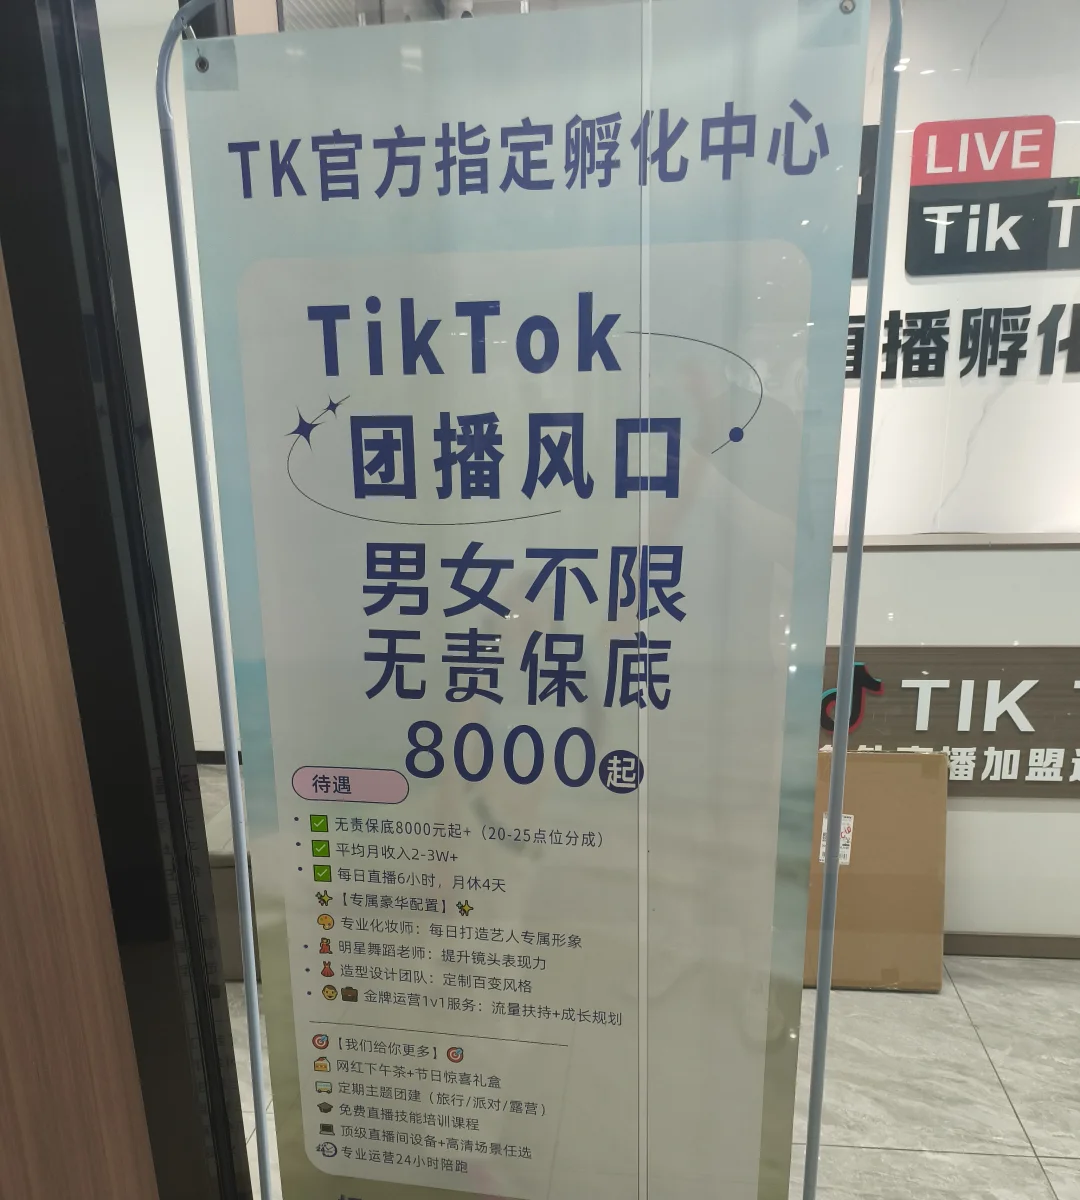 TK官方指定孵化中心
TikTok
团播风口
男女不限
无责保底
8000起
待遇
无责保底8000元起+（20-25点位分成）
平均月收入2-3W+
每日直播6小时，月休4天
【专属豪华配置】
专业化妆师：每日打造艺人专属形象
明星舞蹈老师：提升镜头表现力
造型设计团队：定制百变风格
金牌运营1v1服务：流量扶持+成长规划
【我们给你更多】
网红下午茶+节日惊喜礼盒
定期主题团建（旅行/派对/露营）
免费直播技能培训课程
顶级直播间设备+高清场景任选
专业运营24小时陪跑
LIVE
Tik T
播孵化
TIK
播加盟